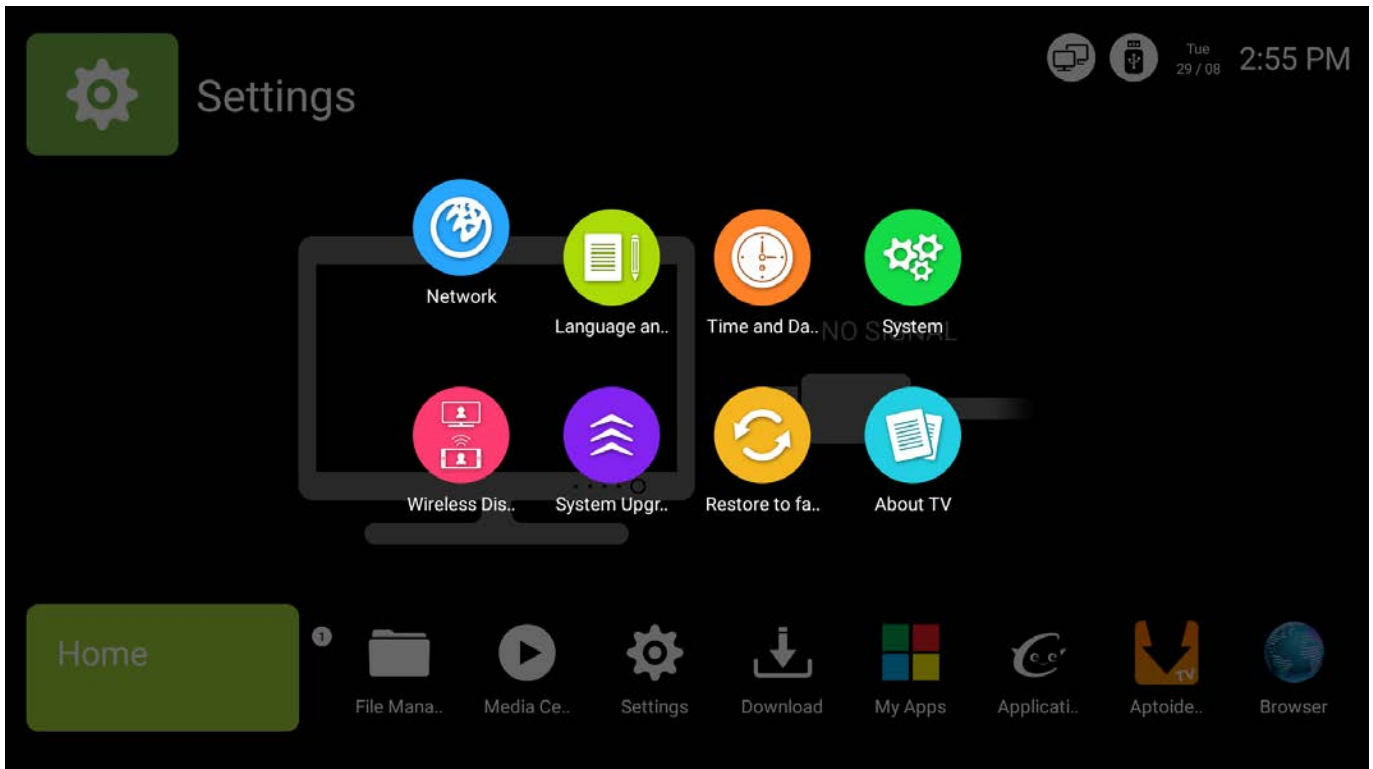 Settings
Tue
29 / 08
2:55 PM
Network
Language an..
Time and Da..
NO SIGNAL
System
Wireless Dis..
System Upgr..
Restore to fa..
About TV
Home
1
File Mana..
Media Ce..
Settings
Download
My Apps
Applicati..
TV
Aptoide..
Browser